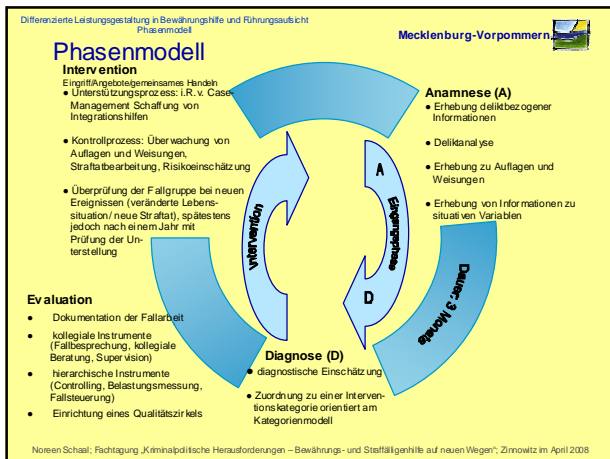 Differenzierte Leistungsgestaltung in Bewährungshilfe und Führungsaufsicht
Phasenmodell
Mecklenburg-Vorpommern
Phasenmodell
Intervention
Eingriff/Angebote/gemeinsames Handeln
● Unterstützungsprozess: i.R. v. Case-
Management Schaffung von
Integrationshilfen
● Kontrollprozess: Überwachung von
Auflagen und Weisungen,
Straftatbearbeitung, Risikoeinschätzung
● Überprüfung der Fallgruppe bei neuen
Ereignissen (veränderte Lebens-
situation/ neue Straftat), spätestens
jedoch nach einem Jahr mit
Prüfung der Un-
terstellung
Anamnese (A)
● Erhebung deliktbezogener
Informationen
● Deliktanalyse
● Erhebung zu Auflagen und
Weisungen
● Erhebung von Informationen zu
situativen Variablen
A
Eingangsphase
D
Intervention
Dauer: 3 Monate
Evaluation
● Dokumentation der Fallarbeit
● kollegiale Instrumente
(Fallbesprechung, kollegiale
Beratung, Supervision)
● hierarchische Instrumente
(Controlling, Belastungsmessung,
Fallsteuerung)
● Einrichtung eines Qualitätszirkels
Diagnose (D)
● diagnostische Einschätzung
● Zuordnung zu einer Interven-
tionskategorie orientiert am
Kategorienmodell
Noreen Schaal; Fachtagung „Kriminalpolitische Herausforderungen – Bewährungs- und Straffälligenhilfe auf neuen Wegen“; Zinnowitz im April 2008